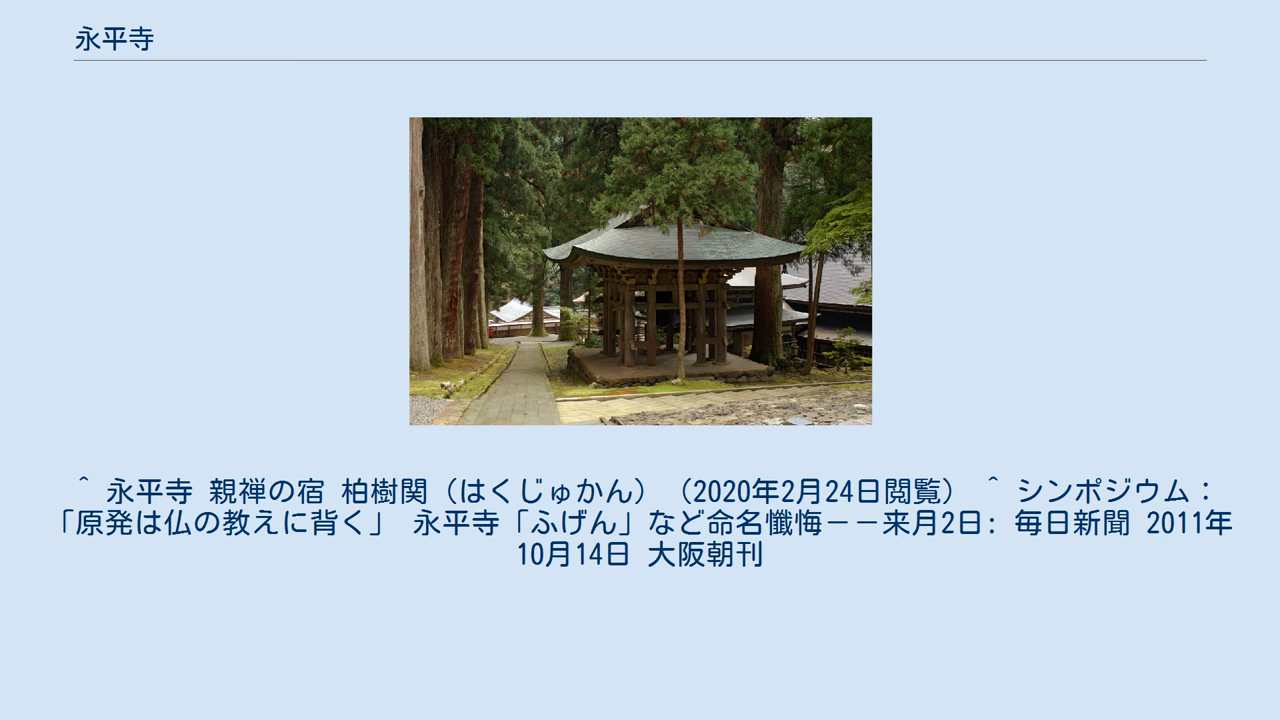 永平寺
^ 永平寺 親禅の宿 柏樹関（はくじゅかん）（2020年2月24日閲覧） ^ シンポジウム：
「原発は仏の教えに背く」 永平寺「ふげん」など命名懺悔－－来月2日: 毎日新聞 2011年
10月14日 大阪朝刊